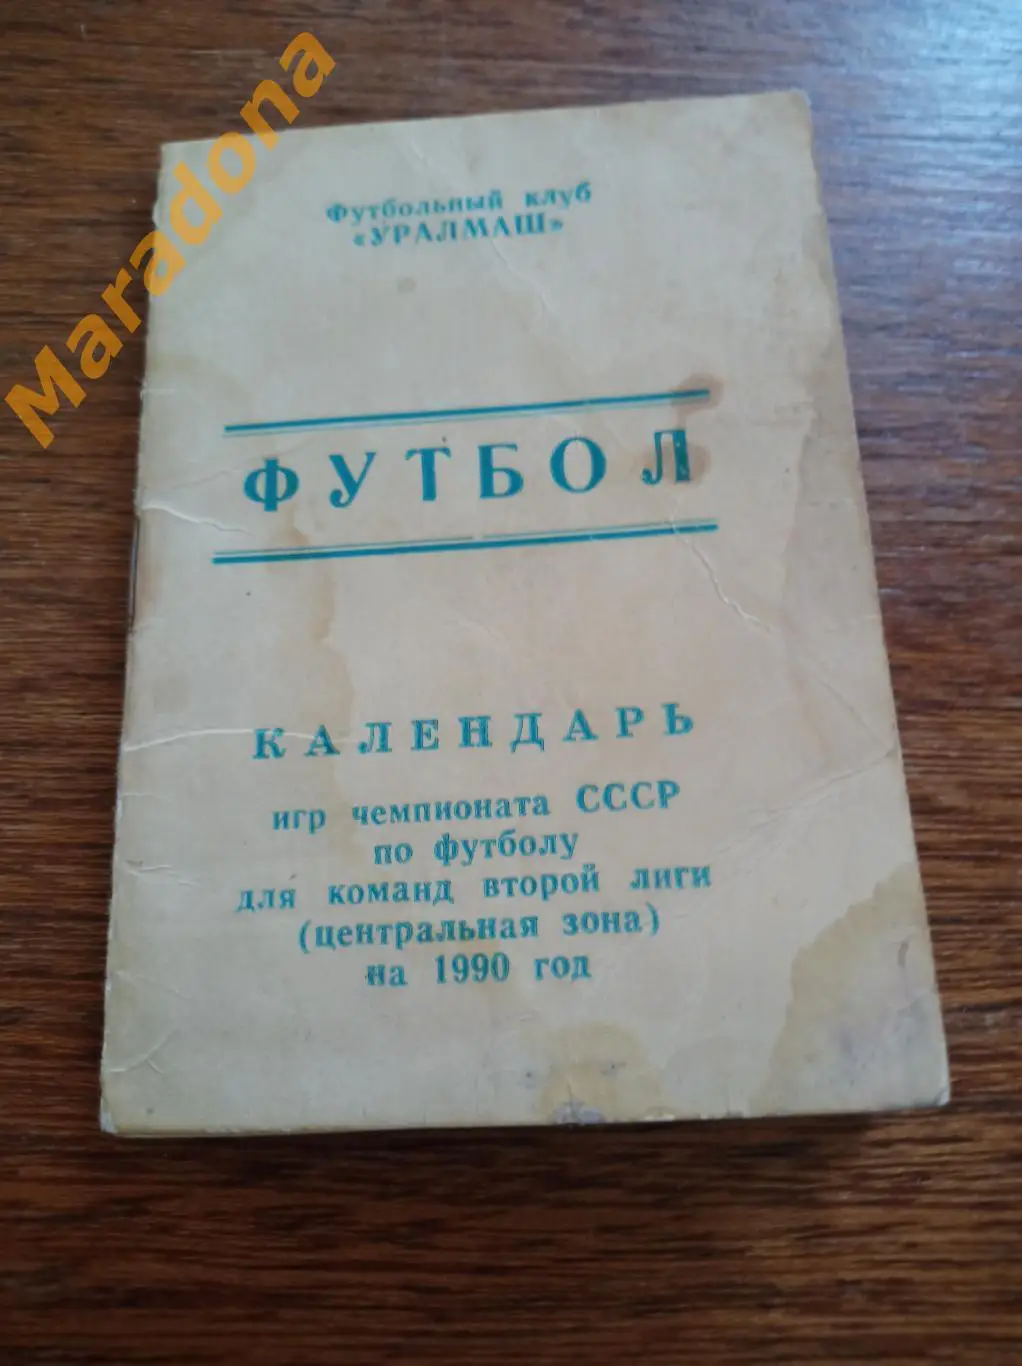 Maradona
Футбольный клуб
«УРАЛМАШ»
ФУТБОЛ
КАЛЕНДАРЬ
игр чемпионата СССР
по футболу
для команд второй лиги
(центральная зона)
на 1990 год